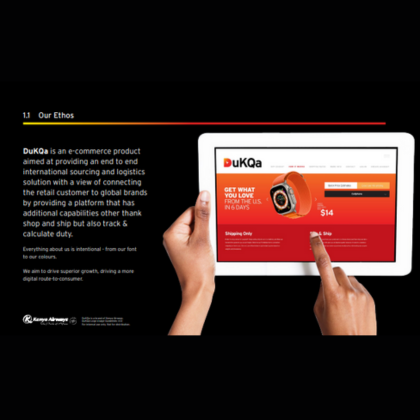 1.1 Our Ethos
DuKQa is an e-commerce product
aimed at providing an end to end
international sourcing and logistics
solution with a view of connecting
the retail customer to global brands
by providing a platform that has
additional capabilities other thank
shop and ship but also track &
calculate duty.
Everything about us is intentional - from our font
to our colours.
We aim to drive superior growth, driving a more
digital route-to-consumer.
Kenya Airways
DuKQa
GET WHAT
YOU LOVE
FROM THE US,
IN 6 DAYS
$14
Shipping Only
& Ship